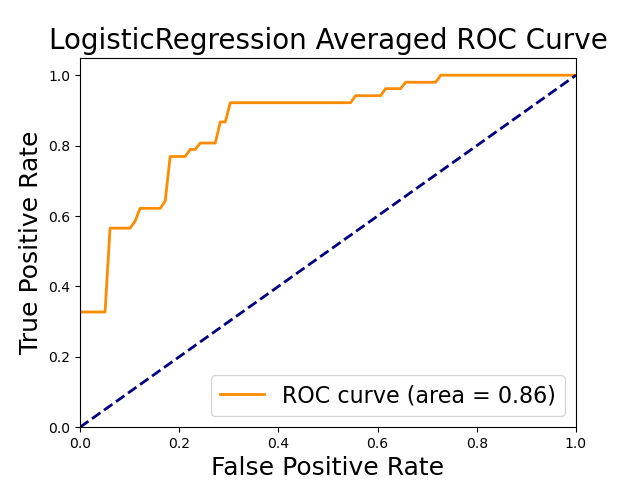 LogisticRegression Averaged ROC Curve
True Positive Rate
1.0
0.8
0.6
0.4
0.2
0.0
ROC curve (area = 0.86)
0.0 0.2 0.4 0.6 0.8 1.0
False Positive Rate